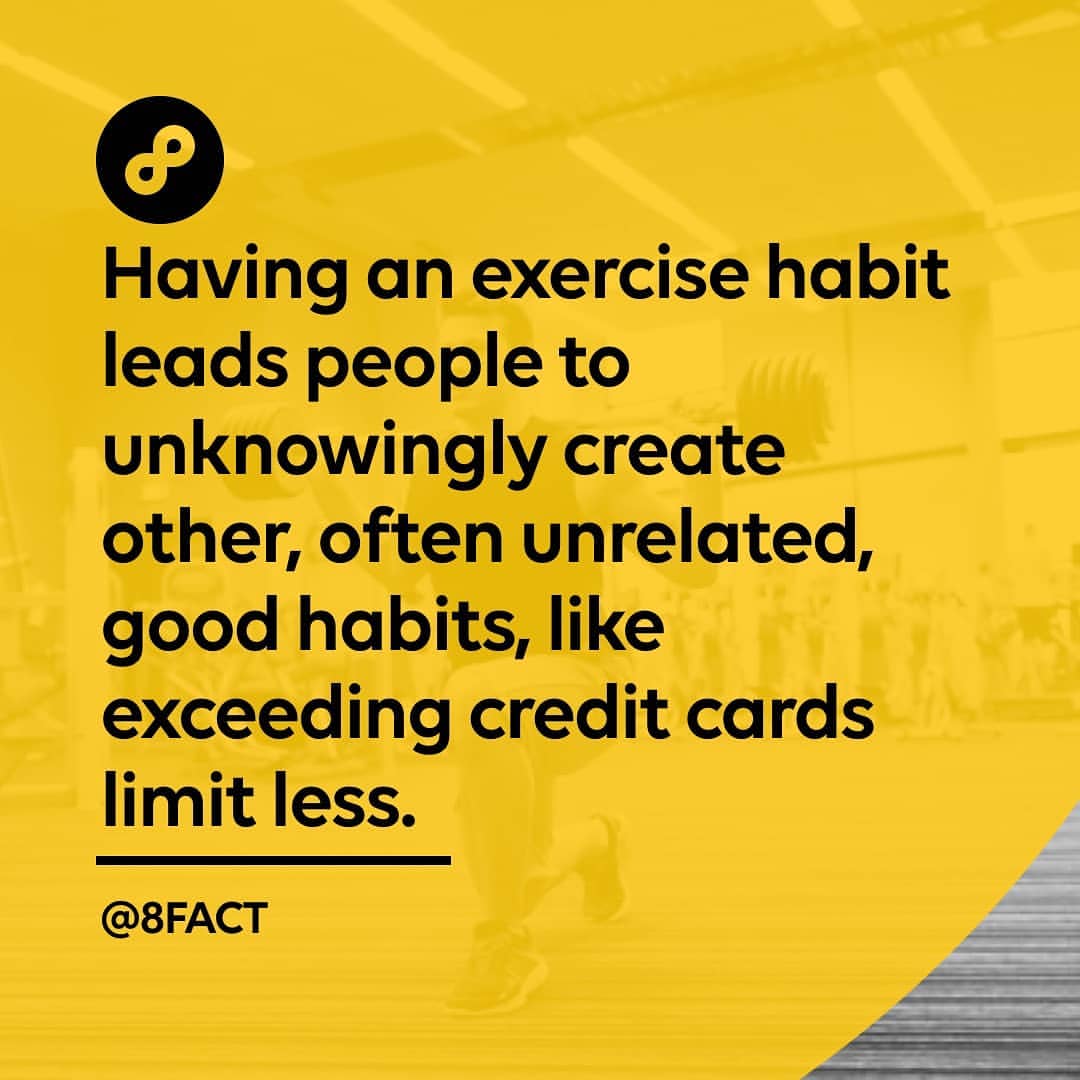 Having an exercise habit
leads people to
unknowingly create
other, often unrelated,
good habits, like
exceeding credit cards
limit less.
@8FACT